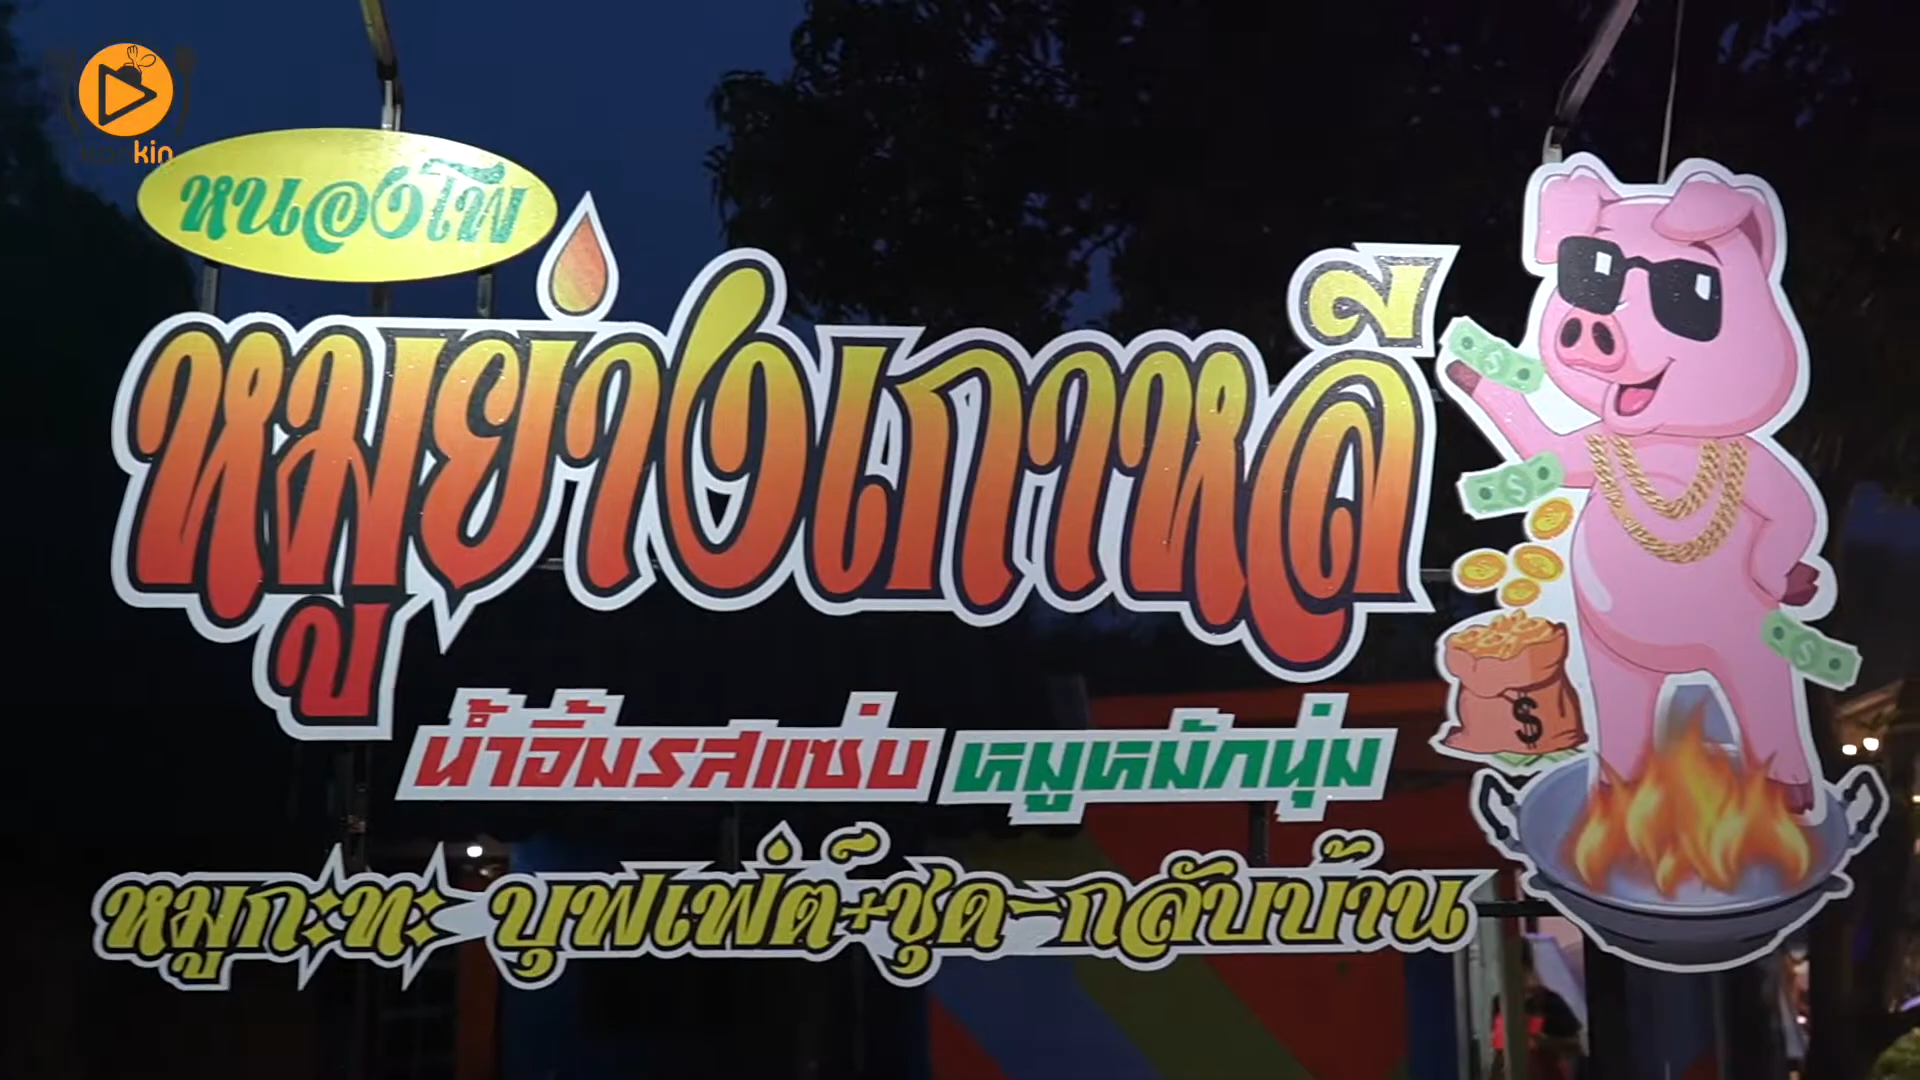 หนองโพ
หมูย่างเกาหลี
น้ำจิ้มรสแซ่บ หมูหมักนุ่ม
หมูกะทะ บุฟเฟ่ต์+ชุด-กลับบ้าน
$
$
$
$
kin